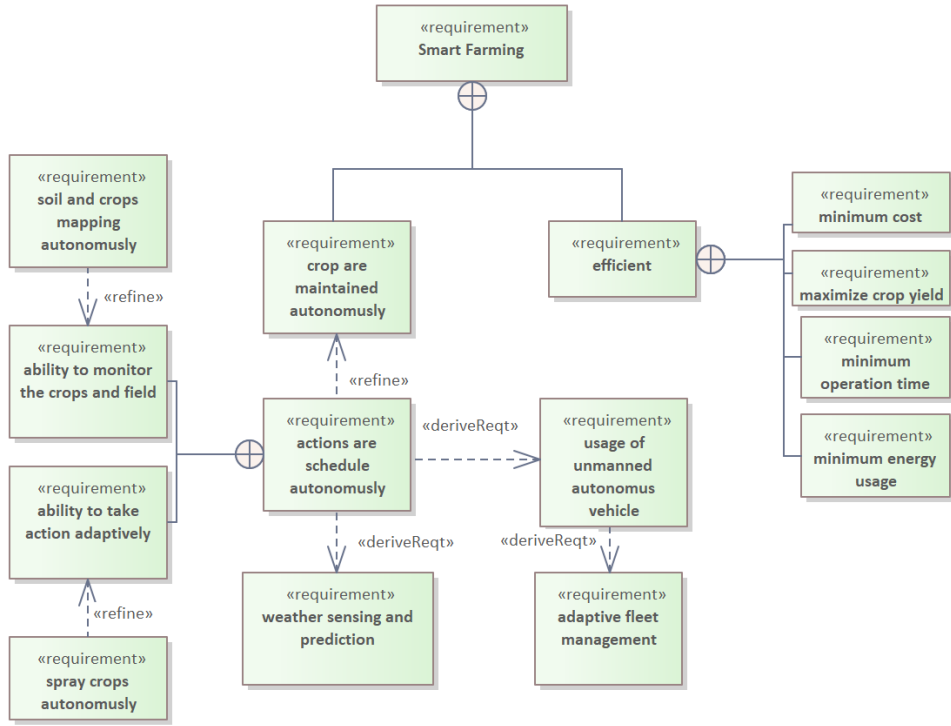 «requirement»
Smart Farming
«requirement»
soil and crops
mapping
autonomusly
«requirement»
crop are
maintained
autonomously
«requirement»
efficient
«requirement»
minimum cost
«requirement»
maximize crop yield
«requirement»
minimum
operation time
«requirement»
minimum energy
usage
«refine»
«requirement»
ability to monitor
the crops and field
«refine»
«requirement»
actions are
schedule
autonomusly
«deriveReqt»
«requirement»
usage of
unmanned
autonomus
vehicle
«requirement»
ability to take
action adaptively
«deriveReqt»
«deriveReqt»
«requirement»
weather sensing and
prediction
«requirement»
adaptive fleet
management
«refine»
«requirement»
spray crops
autonomously